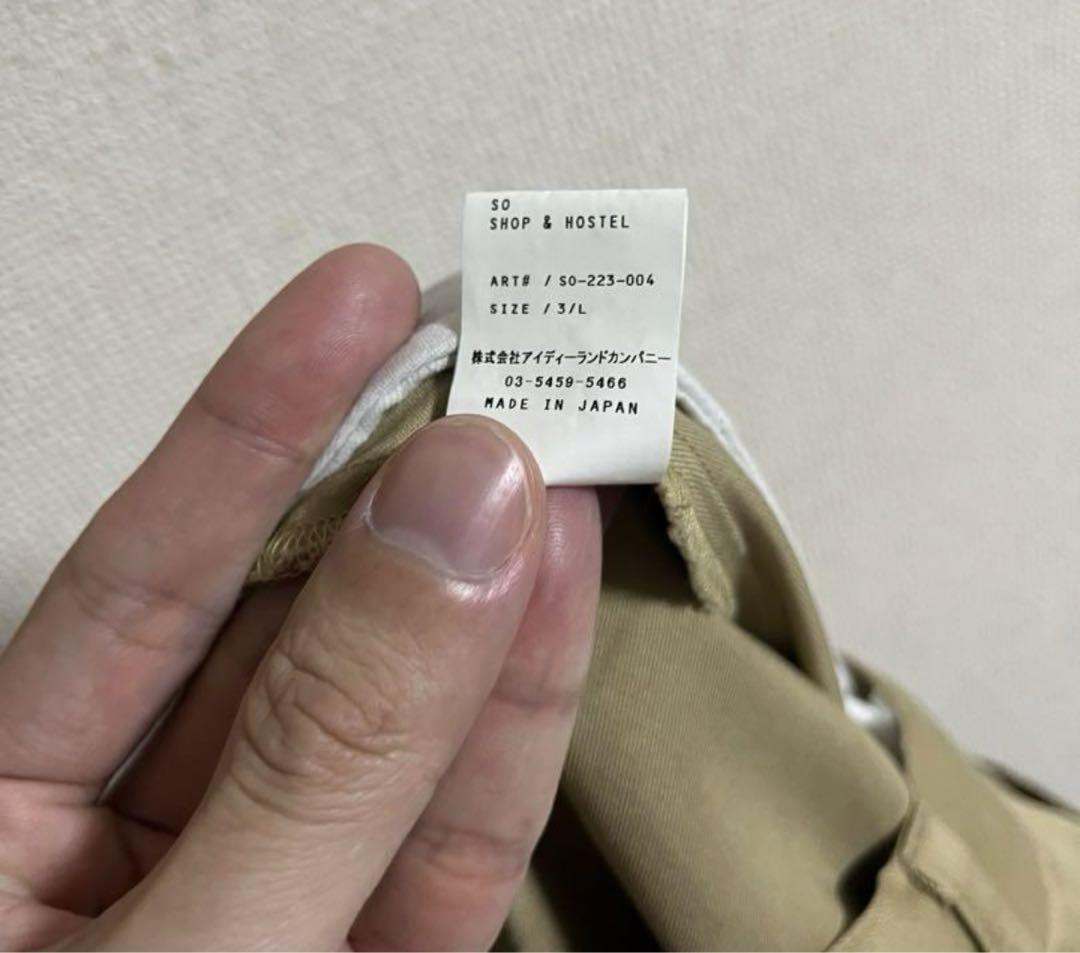 SO
SHOP & HOSTEL
ART# / SO-223-004
SIZE / 3/L
株式会社アイディーランドカンパニー
03-5459-5466
MADE IN JAPAN